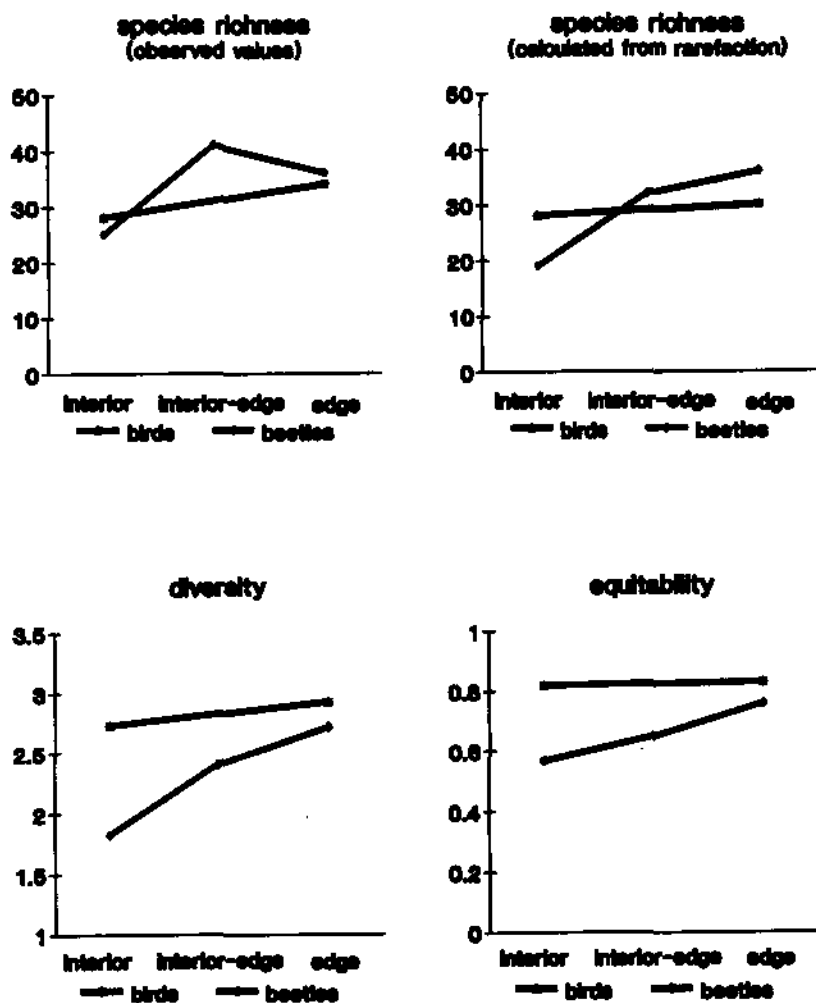 species richness
(observed values)
50
40
30
20
10
0
interior interior-edge edge
birds beetles
species richness
(calculated from rarefaction)
50
40
30
20
10
0
interior interior-edge edge
birds beetles
diversity
3.5
3
2.5
2
1.5
1
interior interior-edge edge
birds beetles
equitability
1
0.8
0.6
0.4
0.2
0
interior interior-edge edge
birds beetles